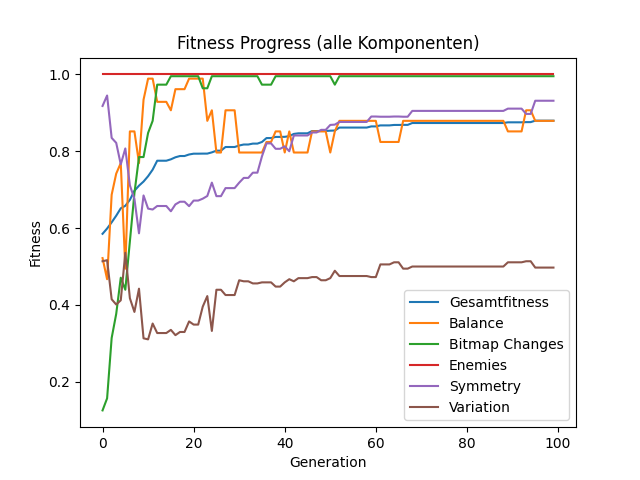 Fitness Progress (alle Komponenten)
1.0
0.8
0.6
0.4
0.2
Fitness
0
20
40
60
80
100
Generation
Gesamtfitness
Balance
Bitmap Changes
Enemies
Symmetry
Variation